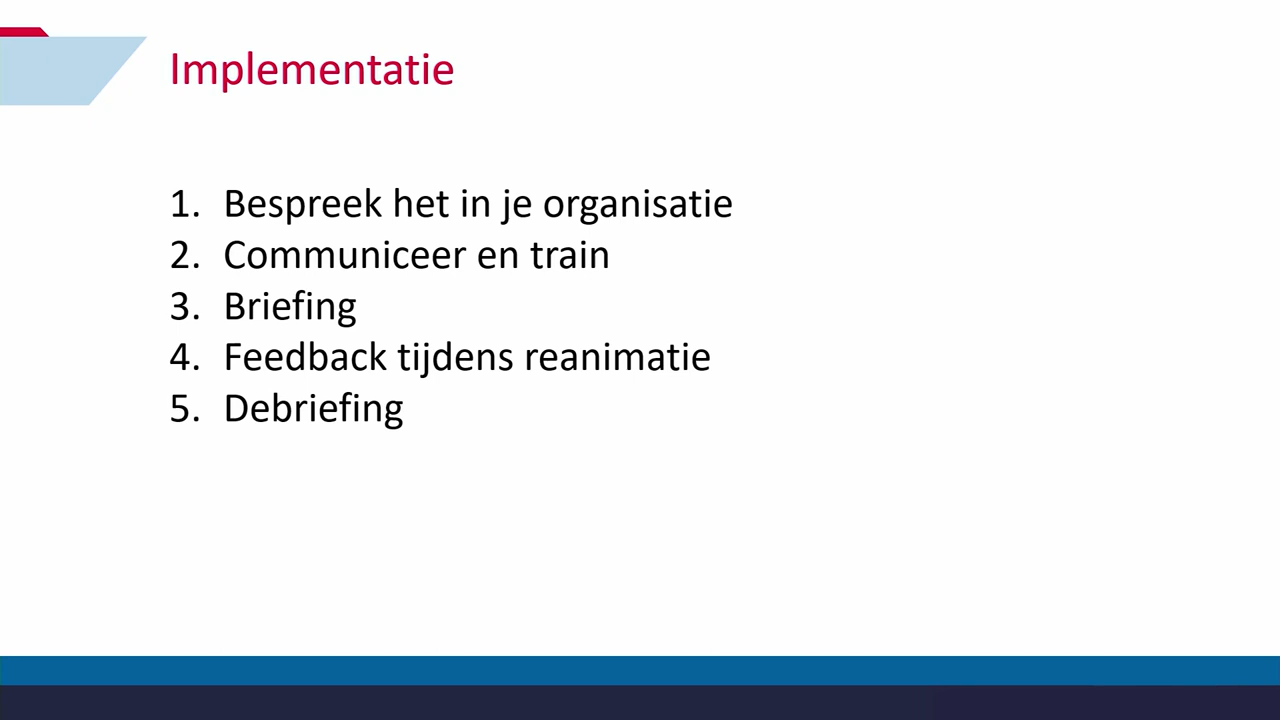 Implementatie
1. Bespreek het in je organisatie
2. Communiceer en train
3. Briefing
4. Feedback tijdens reanimatie
5. Debriefing